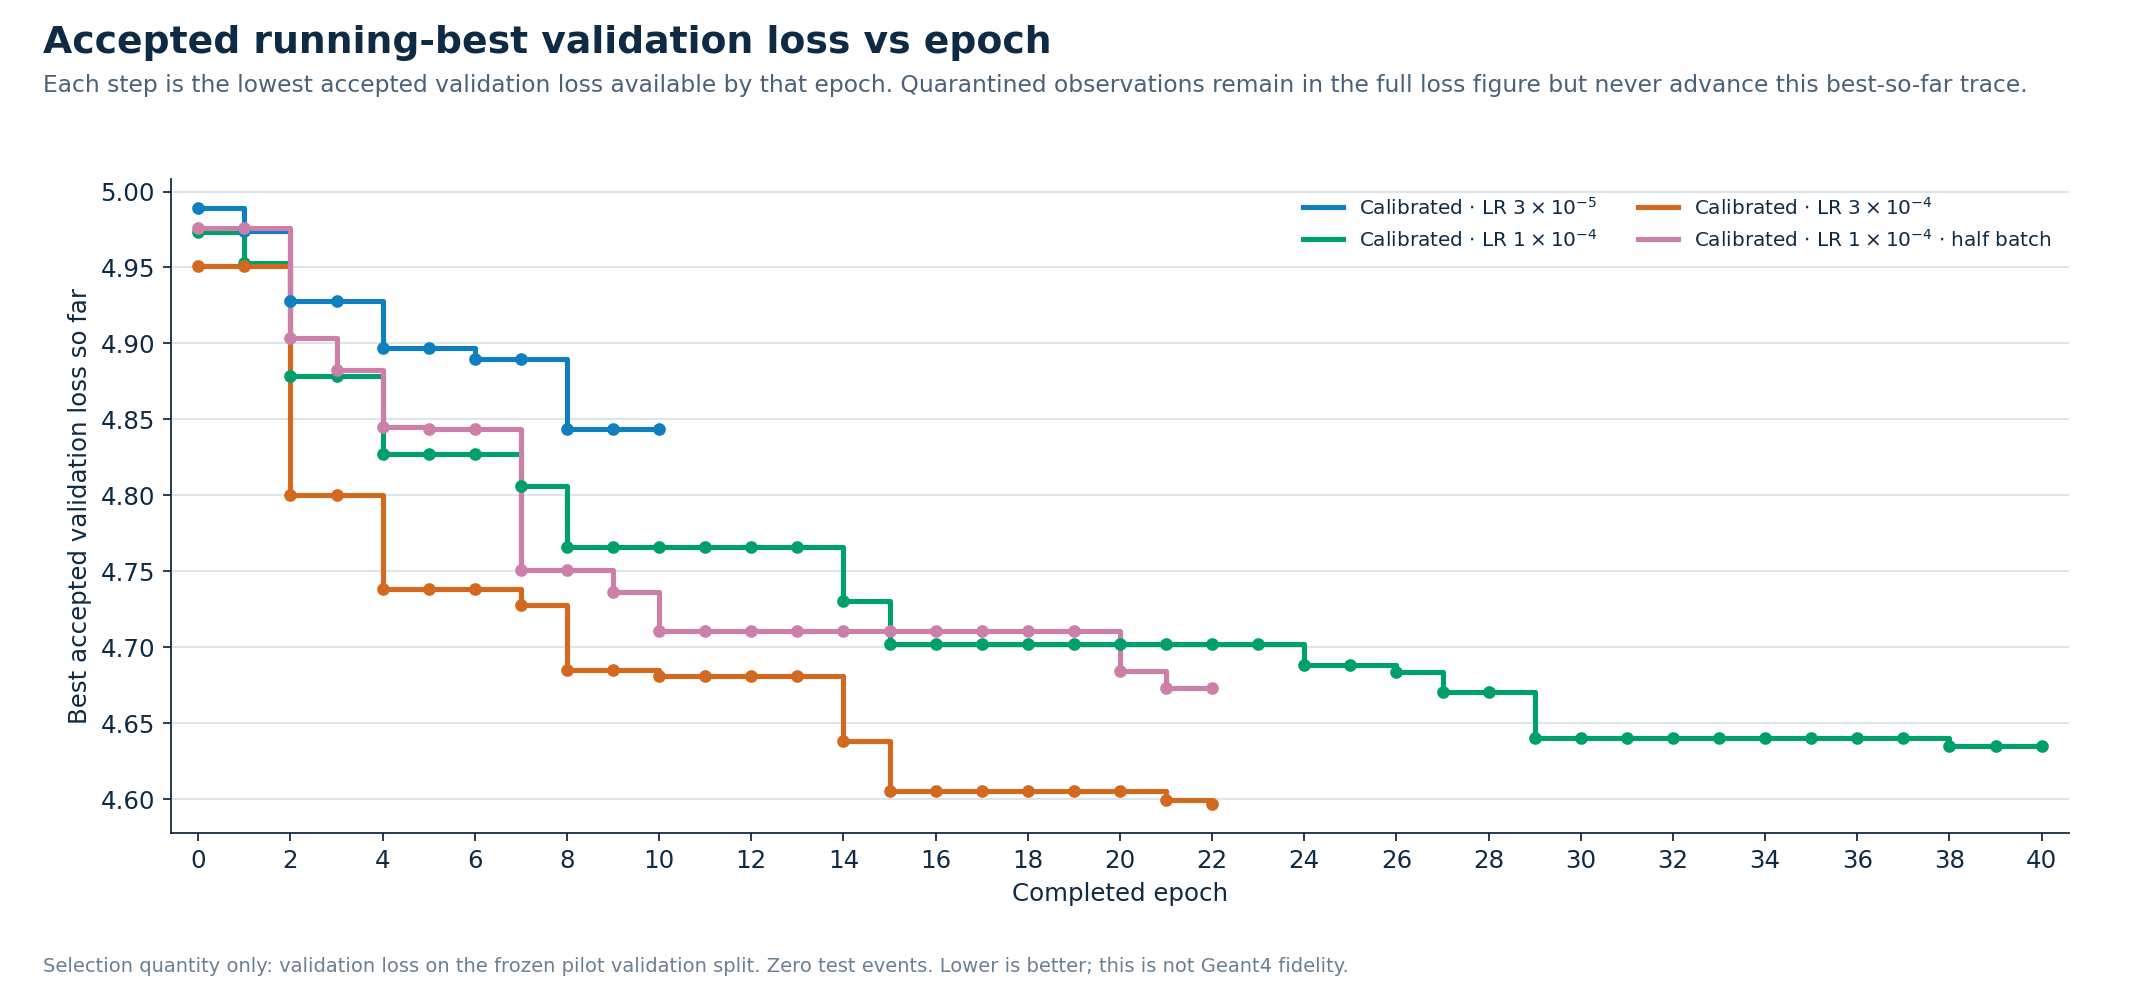 Accepted running-best validation loss vs epoch
Each step is the lowest accepted validation loss available by that epoch. Quarantined observations remain in the full loss figure but never advance this best-so-far trace.
Calibrated · LR 3 × 10⁻⁵
Calibrated · LR 1 × 10⁻⁴
Calibrated · LR 3 × 10⁻⁴
Calibrated · LR 1 × 10⁻⁴ · half batch
Best accepted validation loss so far
5.00
4.95
4.90
4.85
4.80
4.75
4.70
4.65
4.60
0 2 4 6 8 10 12 14 16 18 20 22 24 26 28 30 32 34 36 38 40
Completed epoch
Selection quantity only: validation loss on the frozen pilot validation split. Zero test events. Lower is better; this is not Geant4 fidelity.